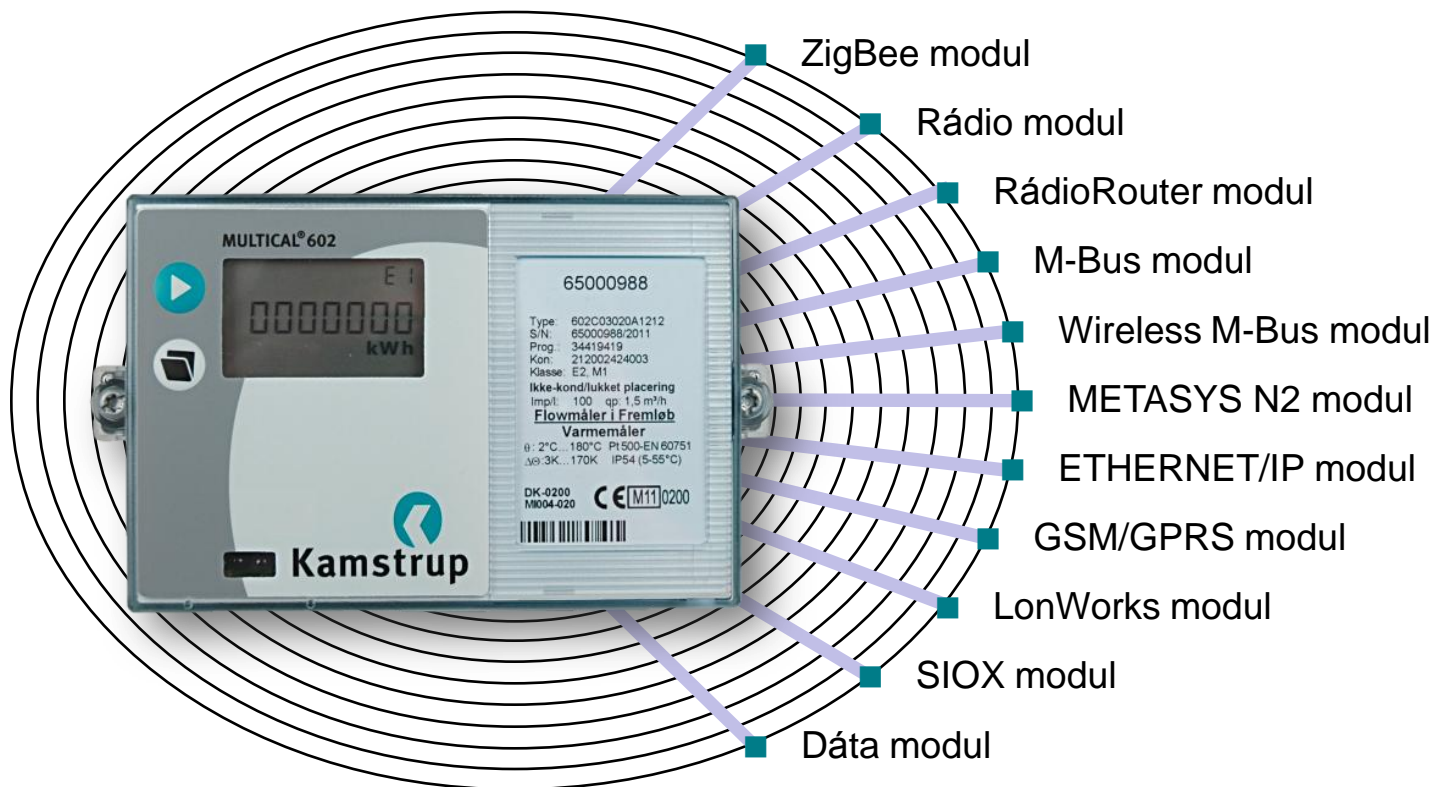 ZigBee modul
Rádio modul
RádioRouter modul
M-Bus modul
Wireless M-Bus modul
METASYS N2 modul
ETHERNET/IP modul
GSM/GPRS modul
LonWorks modul
SIOX modul
Dáta modul
MULTICAL® 602
E1
0000000
kWh
Kamstrup
65000988
Type: 602C03020A1212
S/N: 65000988/2011
Prog.: 34419419
Kon: 212002424003
Klasse: E2, M1
Ikke-kond/lukket placering
Imp/l: 100 qp: 1,5 m³/h
Flowmåler i Fremløb
Varmemåler
θ: 2°C...180°C Pt500-EN 60751
ΔΘ:3K...170K IP54 (5-55°C)
DK-0200
MI004-020
CE M11 0200